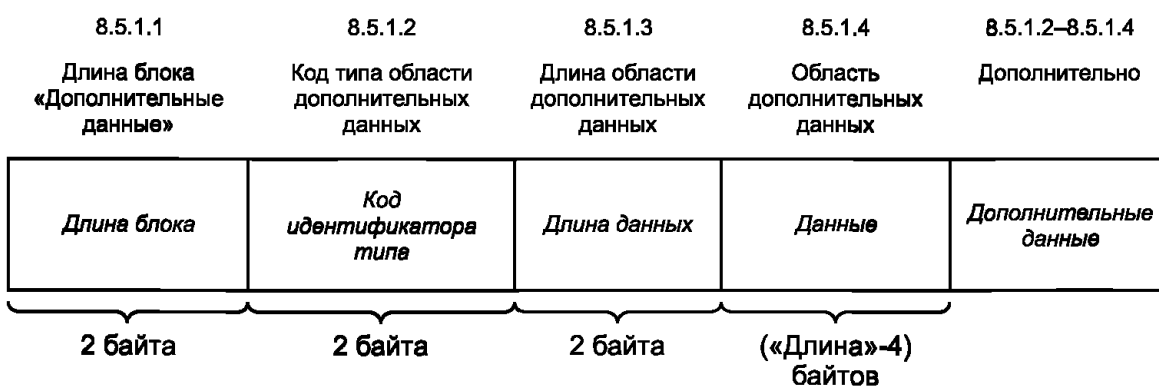 8.5.1.1 8.5.1.2 8.5.1.3 8.5.1.4 8.5.1.2–8.5.1.4
Длина блока
«Дополнительные
данные»
Код типа области
дополнительных
данных
Длина области
дополнительных
данных
Область
дополнительных
данных
Дополнительно
Длина блока
Код
идентификатора
типа
Длина данных
Данные
Дополнительные
данные
2 байта
2 байта
2 байта
(«Длина»-4)
байтов